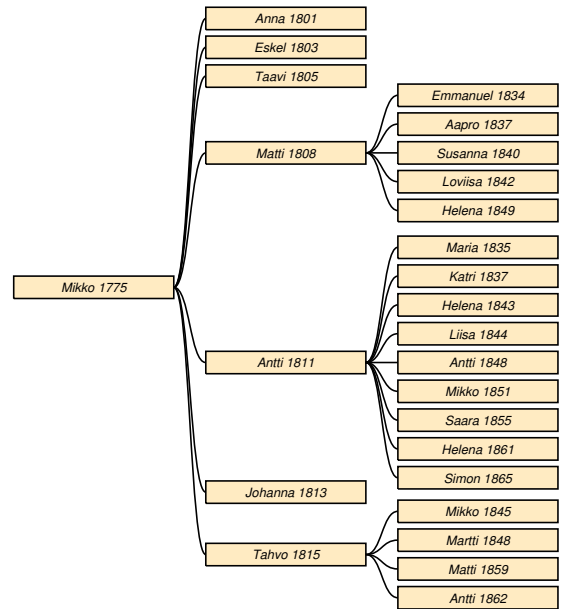 Mikko 1775
Anna 1801
Eskel 1803
Taavi 1805
Matti 1808
Emmanuel 1834
Aapro 1837
Susanna 1840
Loviisa 1842
Helena 1849
Antti 1811
Maria 1835
Katri 1837
Helena 1843
Liisa 1844
Antti 1848
Mikko 1851
Saara 1855
Helena 1861
Simon 1865
Johanna 1813
Tahvo 1815
Mikko 1845
Martti 1848
Matti 1859
Antti 1862